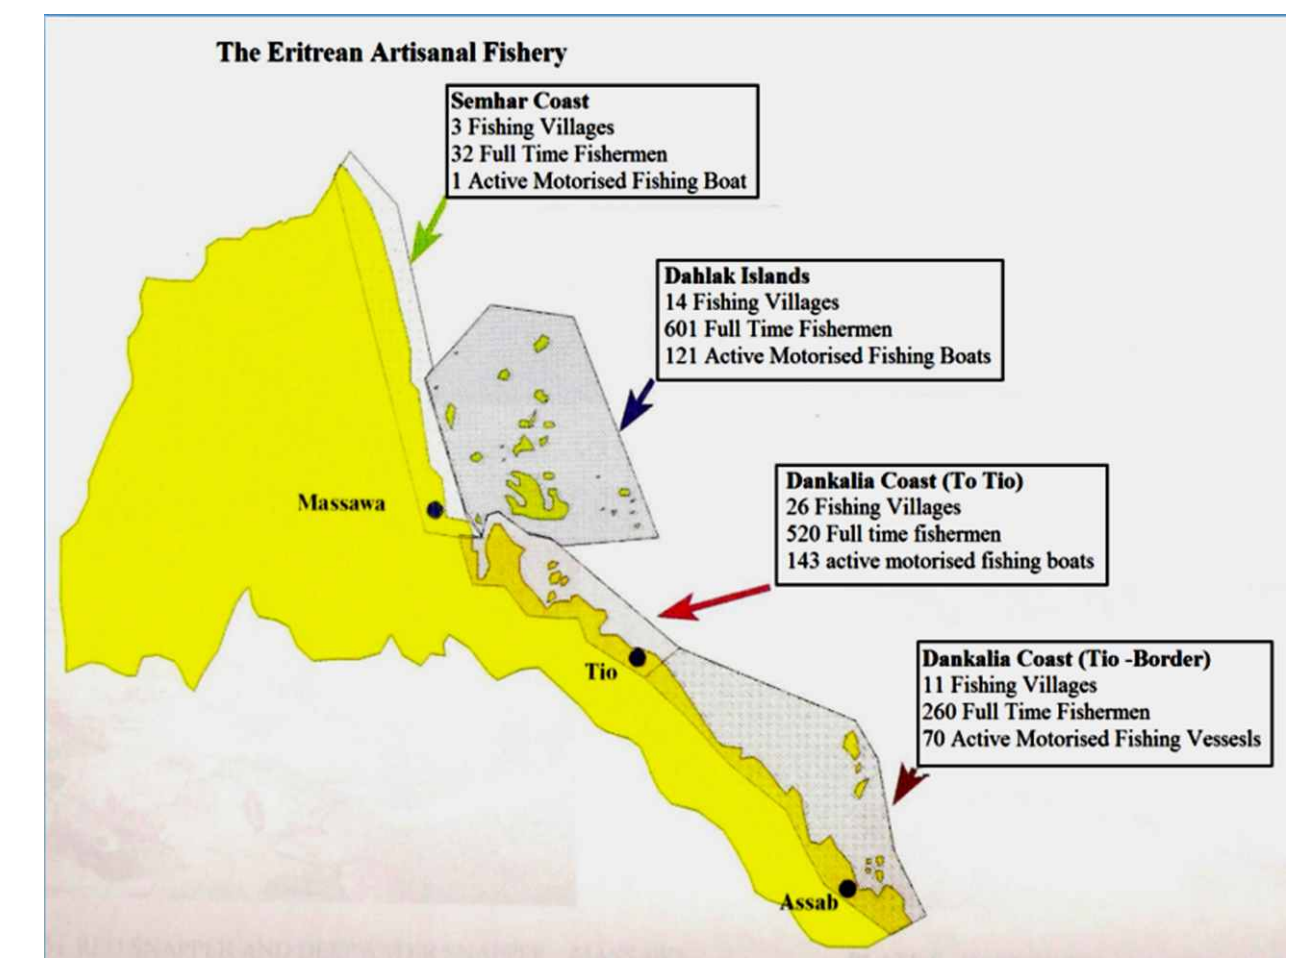 The Eritrean Artisanal Fishery
Semhar Coast
3 Fishing Villages
32 Full Time Fishermen
1 Active Motorised Fishing Boat
Dahlak Islands
14 Fishing Villages
601 Full Time Fishermen
121 Active Motorised Fishing Boats
Massawa
Dankalia Coast (To Tio)
26 Fishing Villages
520 Full time fishermen
143 active motorised fishing boats
Tio
Dankalia Coast (Tio -Border)
11 Fishing Villages
260 Full Time Fishermen
70 Active Motorised Fishing Vessesls
Assab